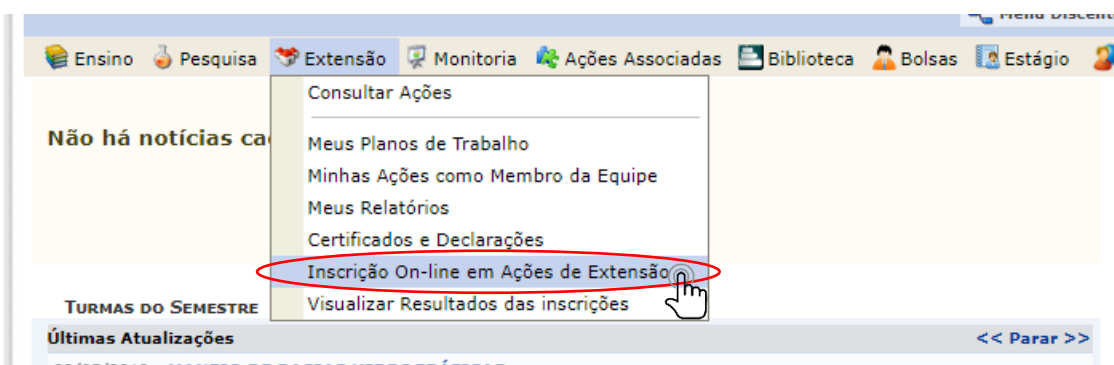 Menu Discent
Ensino Pesquisa Extensão Monitoria Ações Associadas Biblioteca Bolsas Estágio
Consultar Ações
Não há notícias ca
Meus Planos de Trabalho
Minhas Ações como Membro da Equipe
Meus Relatórios
Certificados e Declarações
Inscrição On-line em Ações de Extensão
Visualizar Resultados das inscrições
TURMAS DO SEMESTRE
Últimas Atualizações << Parar >>